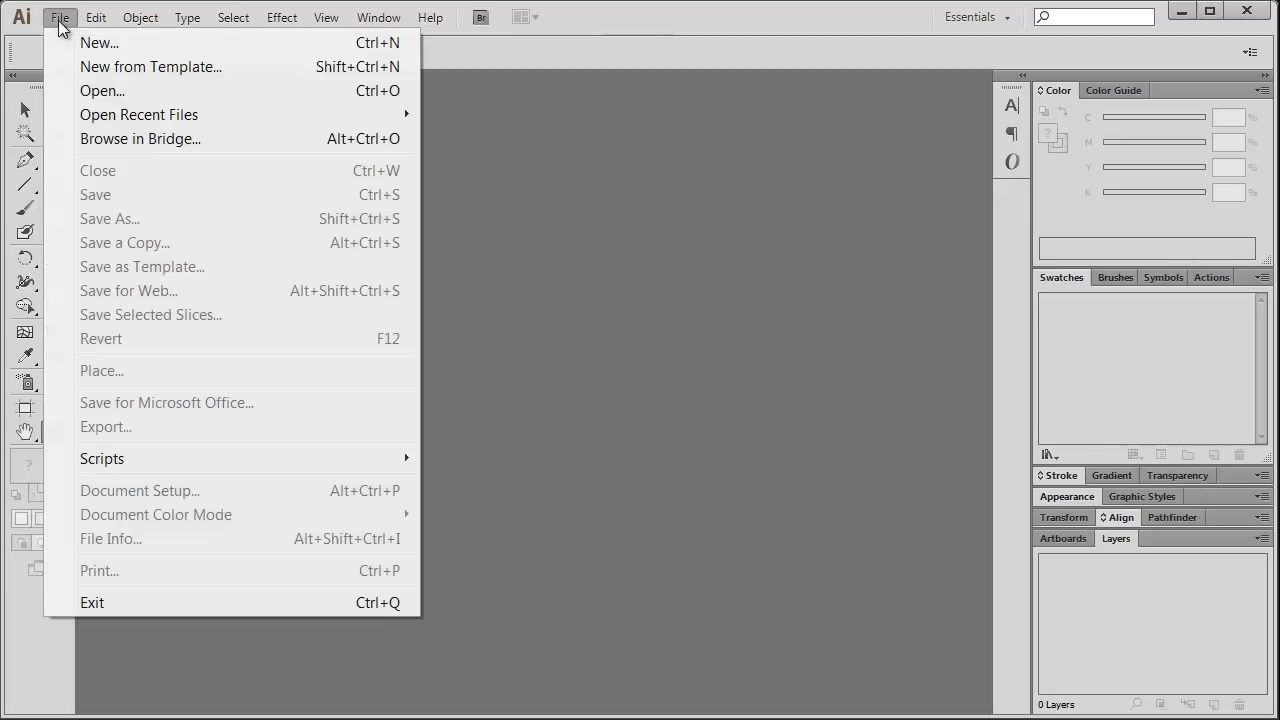 Ai File Edit Object Type Select Effect View Window Help Br Essentials
New... Ctrl+N
New from Template... Shift+Ctrl+N
Open... Ctrl+O
Open Recent Files
Browse in Bridge... Alt+Ctrl+O
Close Ctrl+W
Save Ctrl+S
Save As... Shift+Ctrl+S
Save a Copy... Alt+Ctrl+S
Save as Template...
Save for Web... Alt+Shift+Ctrl+S
Save Selected Slices...
Revert F12
Place...
Save for Microsoft Office...
Export...
Scripts
Document Setup... Alt+Ctrl+P
Document Color Mode
File Info... Alt+Shift+Ctrl+I
Print... Ctrl+P
Exit Ctrl+Q
?
A
¶
O
Color Color Guide
?
C %
M %
Y %
K %
Swatches Brushes Symbols Actions
Stroke Gradient Transparency
Appearance Graphic Styles
Transform Align Pathfinder
Artboards Layers
0 Layers